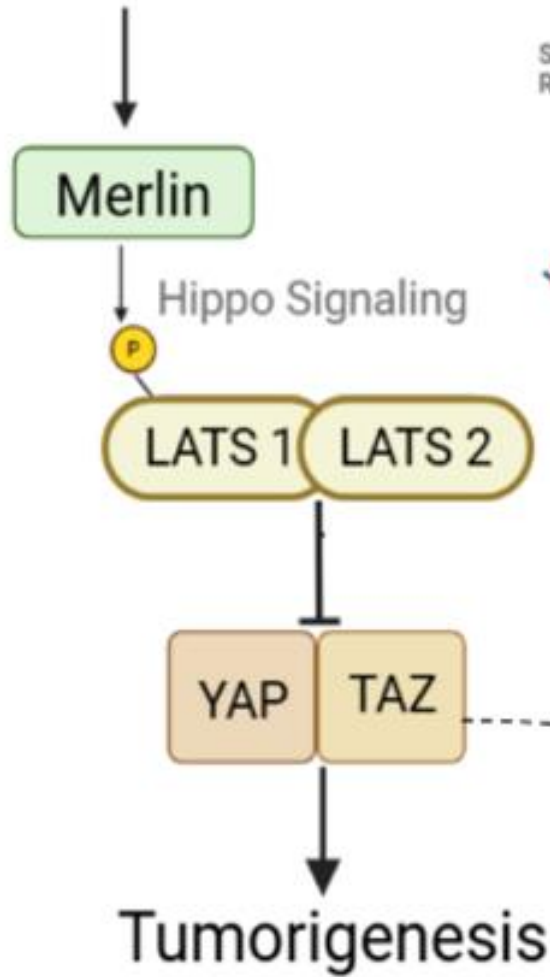 Merlin
Hippo Signaling
P
LATS 1 LATS 2
YAP TAZ
Tumorigenesis